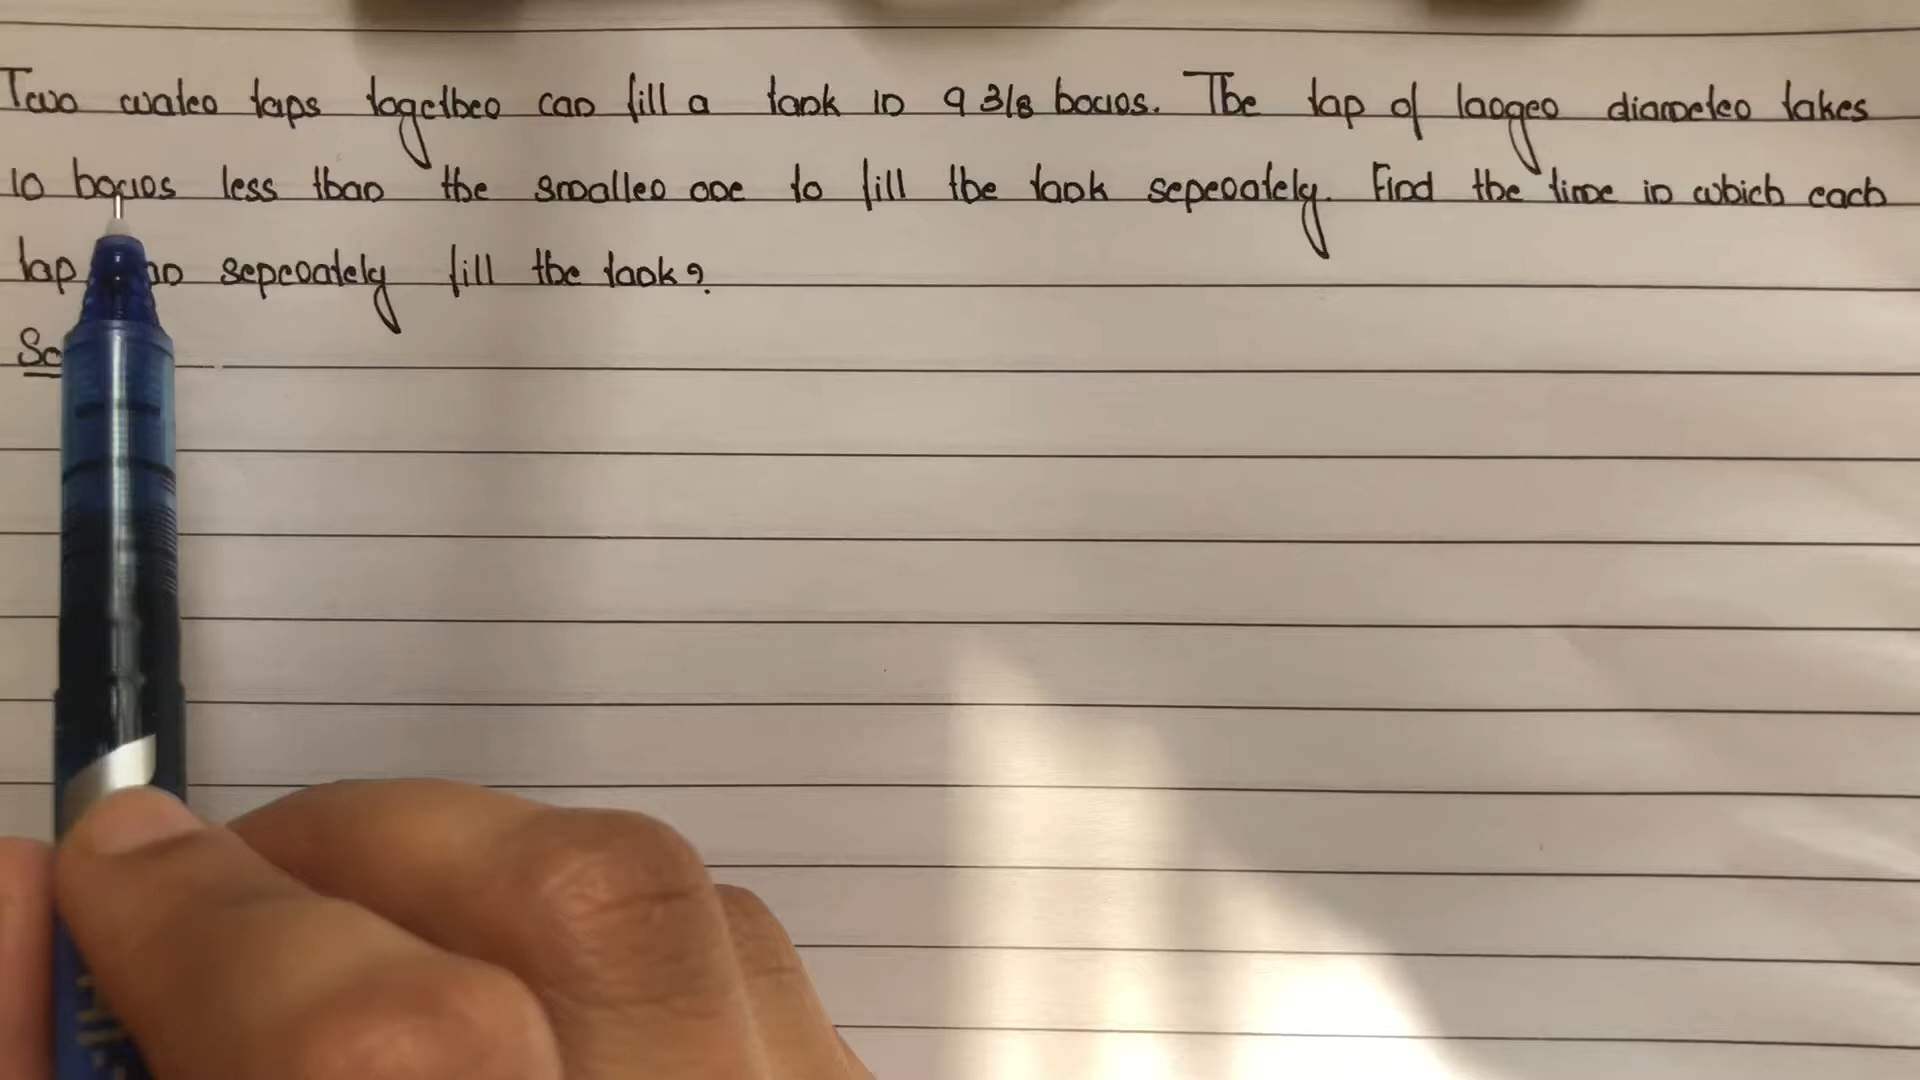 Two water taps together can fill a tank in 9 3/8 hours. The tap of larger diameter takes
10 hours less than the smaller one to fill the tank seperately. Find the time in which each
tap seperately fill the tank?